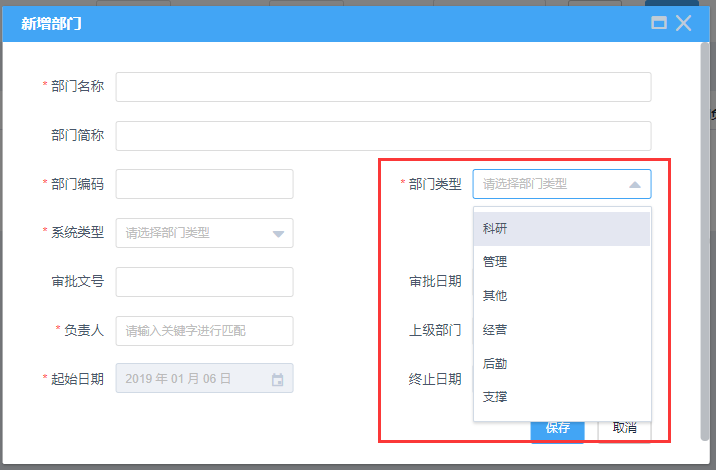 新增部门
* 部门名称
部门简称
* 部门编码
* 部门类型 请选择部门类型
* 系统类型 请选择部门类型
科研
管理
审批文号
审批日期
其他
* 负责人 请输入关键字进行匹配
上级部门
经营
后勤
* 起始日期 2019 年 01 月 06 日
终止日期
支撑
保存 取消